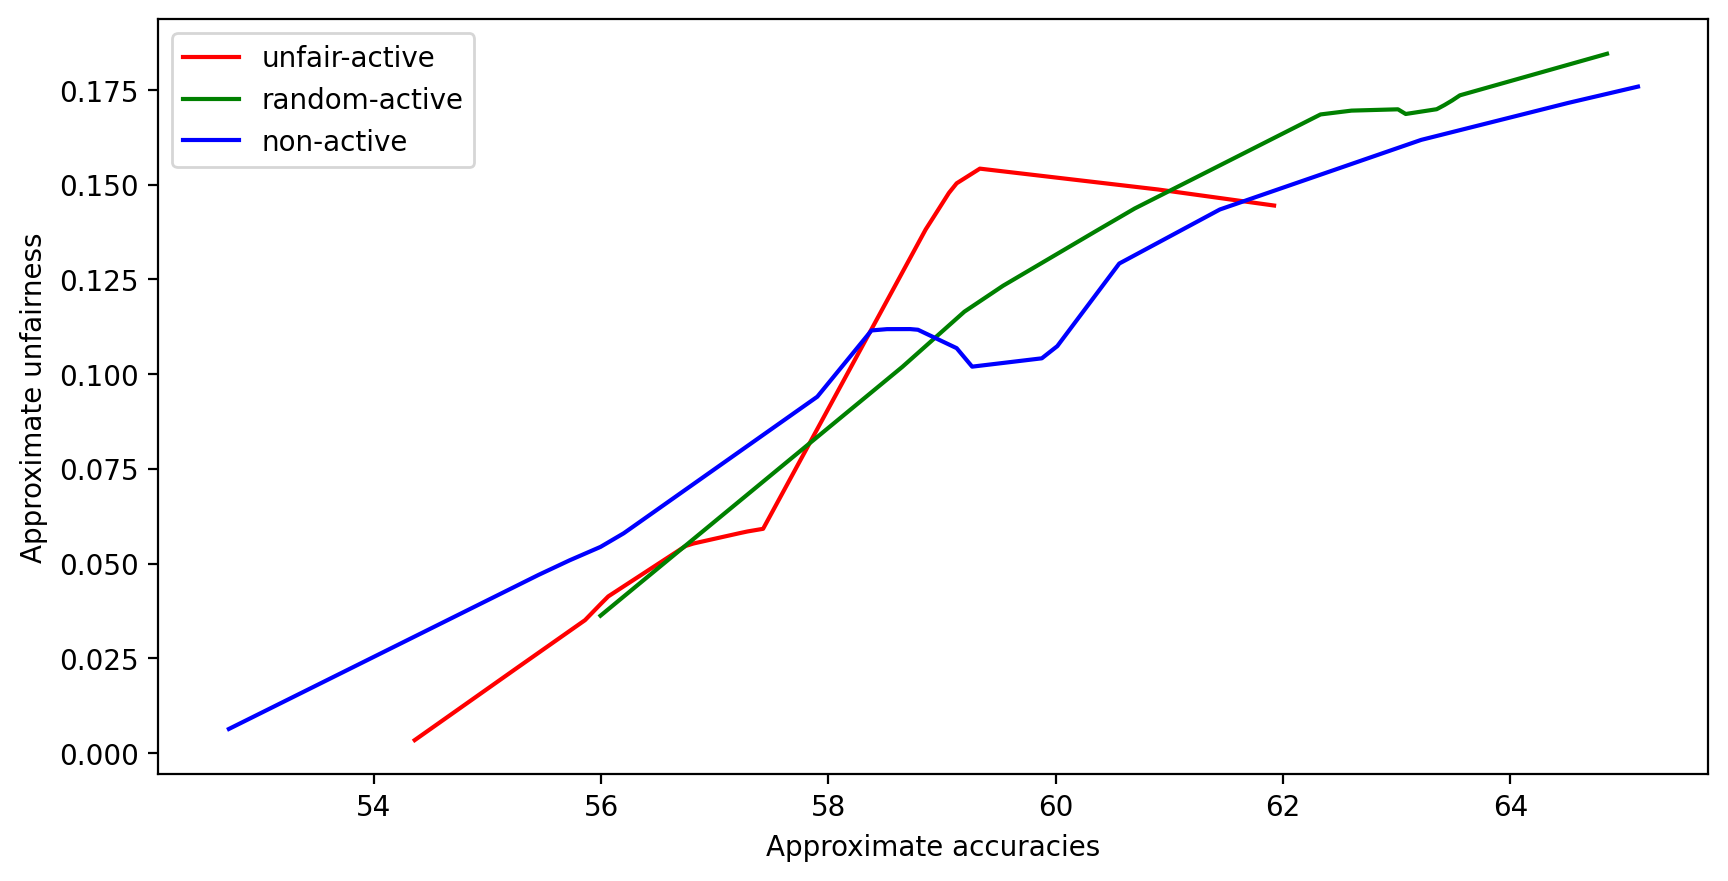 unfair-active
random-active
non-active
0.175
0.150
0.125
0.100
0.075
0.050
0.025
0.000
Approximate unfairness
54 56 58 60 62 64
Approximate accuracies